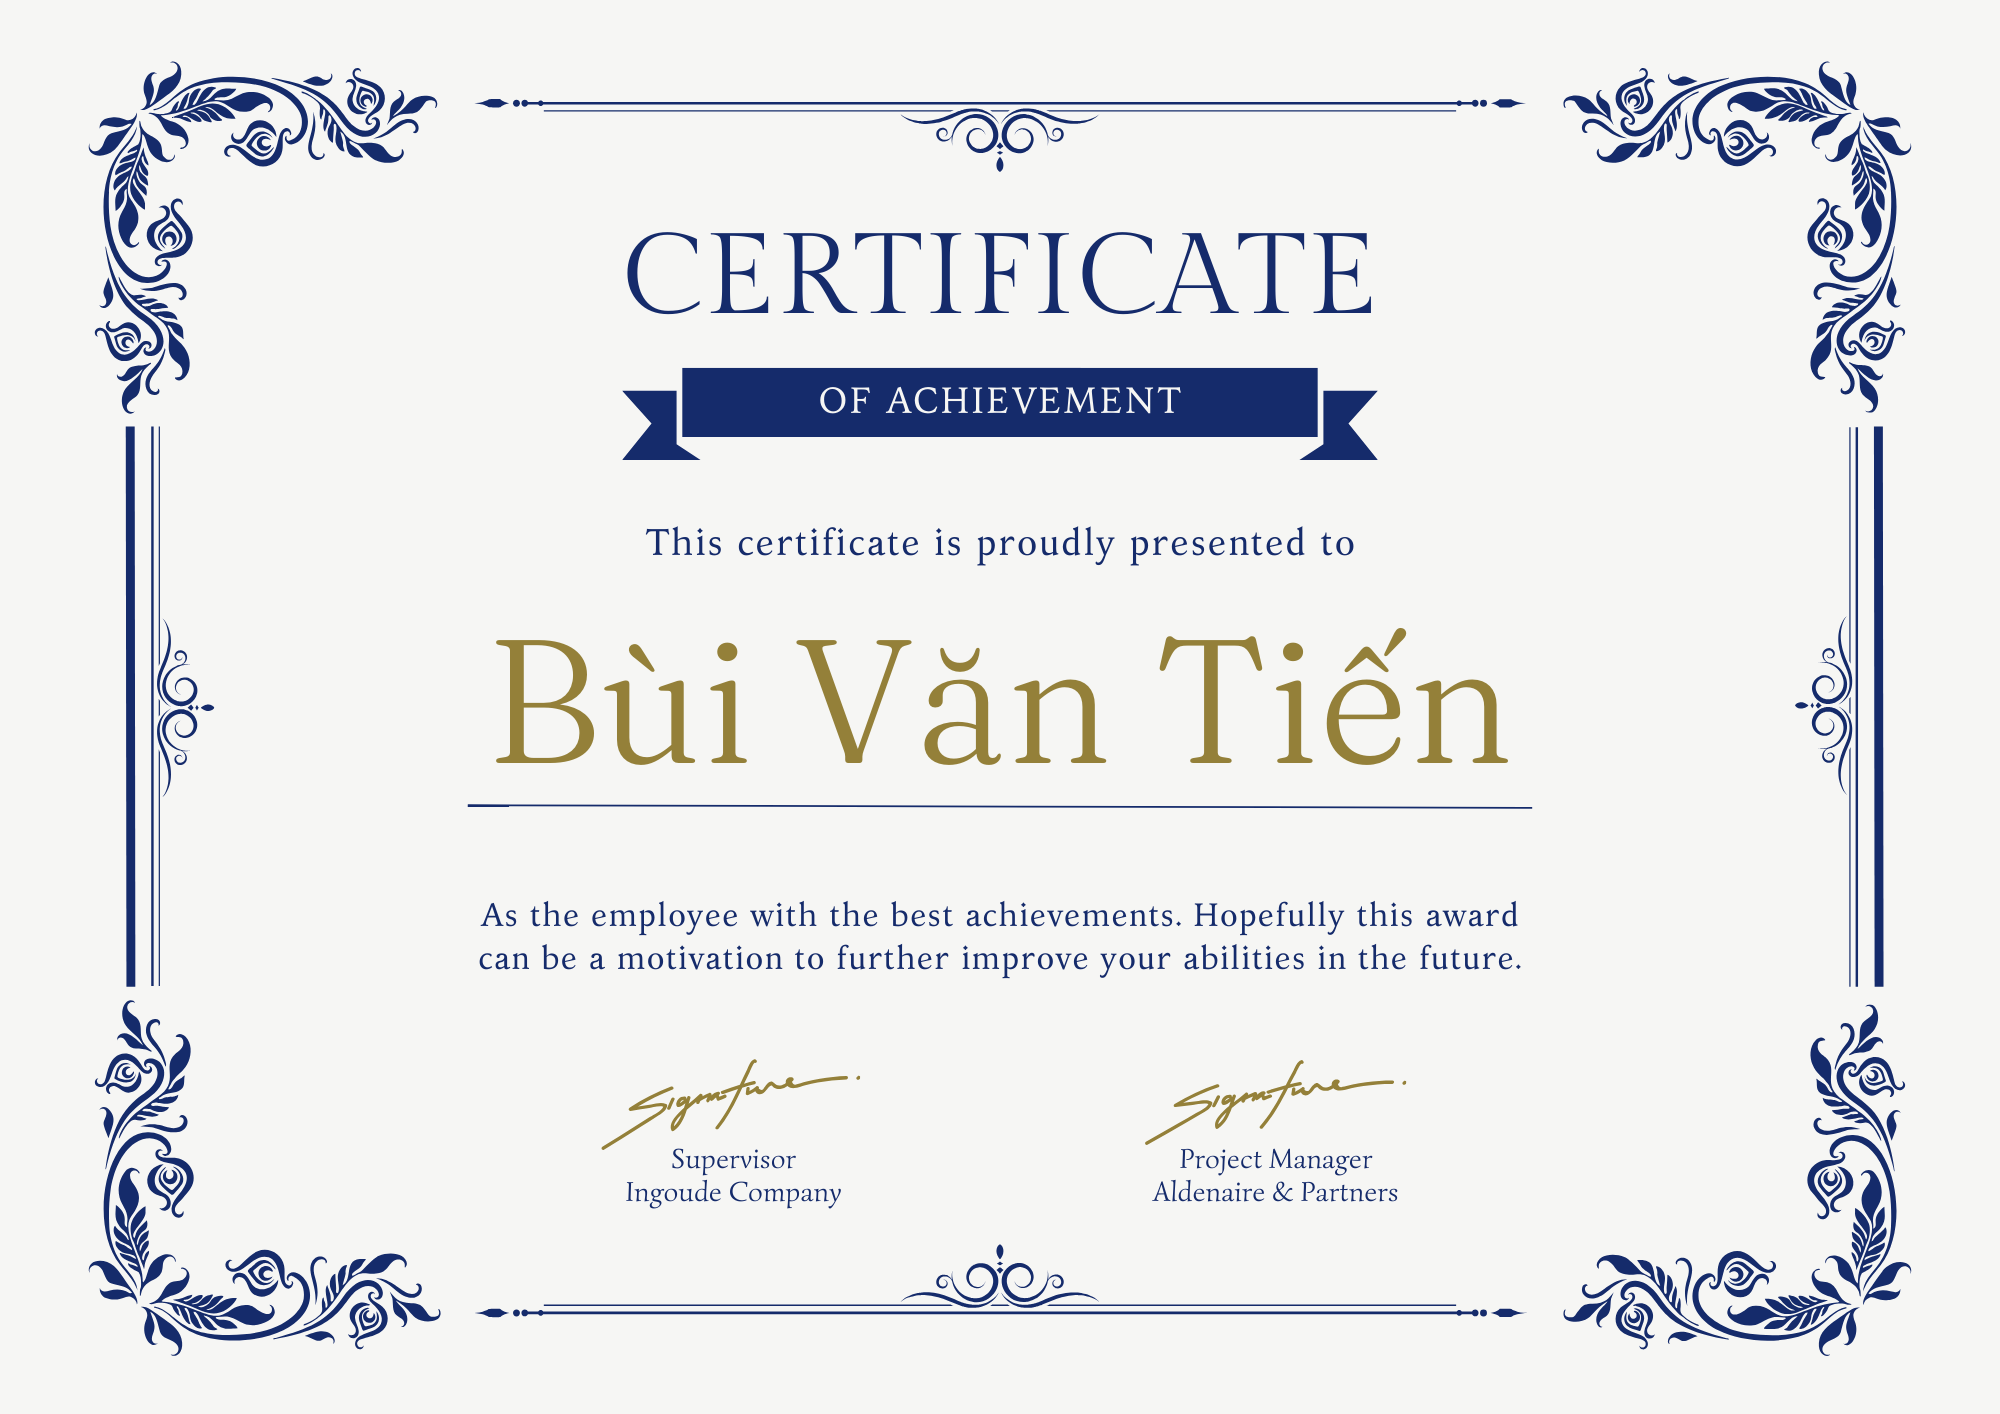 CERTIFICATE
OF ACHIEVEMENT
This certificate is proudly presented to
Bùi Văn Tiến
As the employee with the best achievements. Hopefully this award
can be a motivation to further improve your abilities in the future.
Signature
Supervisor
Ingoude Company
Signature
Project Manager
Aldenaire & Partners